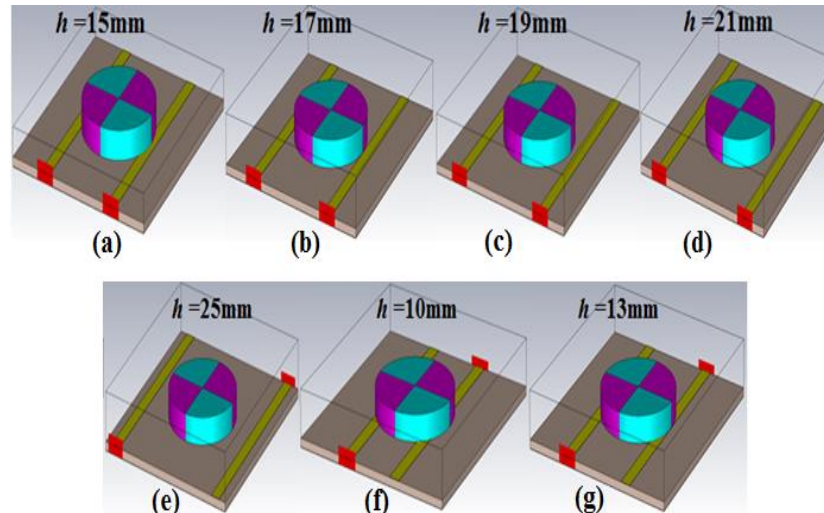 h =15mm
h =17mm
h =19mm
h =21mm
(a)
(b)
(c)
(d)
h =25mm
h =10mm
h =13mm
(e)
(f)
(g)